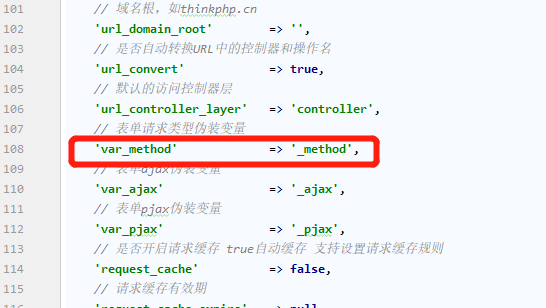 101 // 域名根，如thinkphp.cn
102 'url_domain_root' => '',
103 // 是否自动转换URL中的控制器和操作名
104 'url_convert' => true,
105 // 默认的访问控制器层
106 'url_controller_layer' => 'controller',
107 // 表单请求类型伪装变量
108 'var_method' => '_method',
109 // 表单ajax伪装变量
110 'var_ajax' => '_ajax',
111 // 表单pjax伪装变量
112 'var_pjax' => '_pjax',
113 // 是否开启请求缓存 true自动缓存 支持设置请求缓存规则
114 'request_cache' => false,
115 // 请求缓存有效期
116 'request_cache_expire' => null,